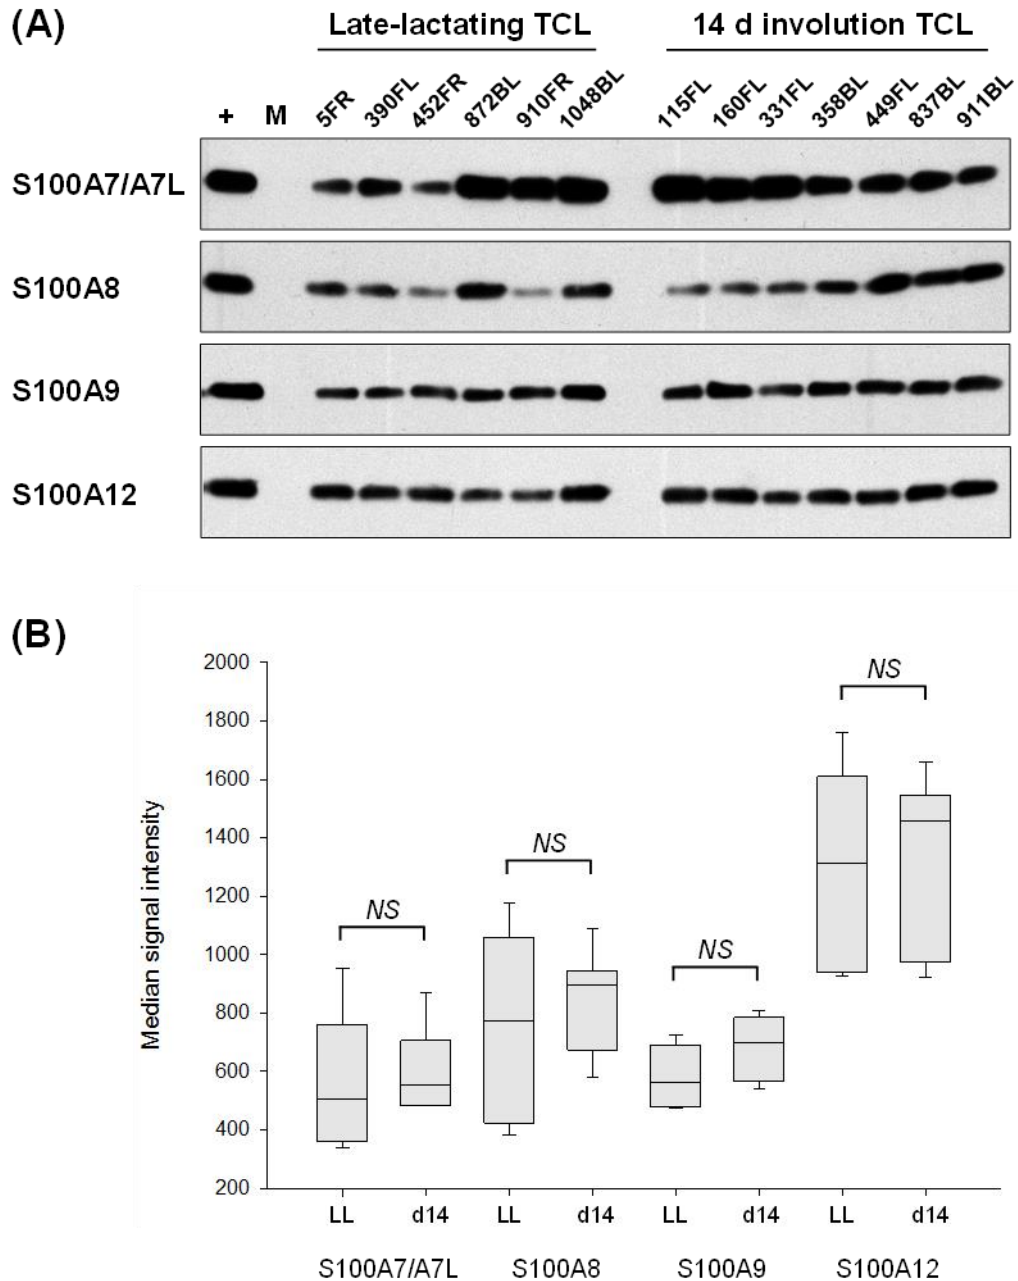 (A)
Late-lactating TCL 14 d involution TCL
+ M 5FR 390FL 452FR 872BL 910FR 1048BL 115FL 160FL 331FL 358BL 449FL 837BL 911BL
S100A7/A7L
S100A8
S100A9
S100A12
(B)
2000
1800
1600
1400
1200
1000
800
600
400
200
Median signal intensity
NS
NS
NS
NS
LL d14 LL d14 LL d14 LL d14
S100A7/A7L S100A8 S100A9 S100A12